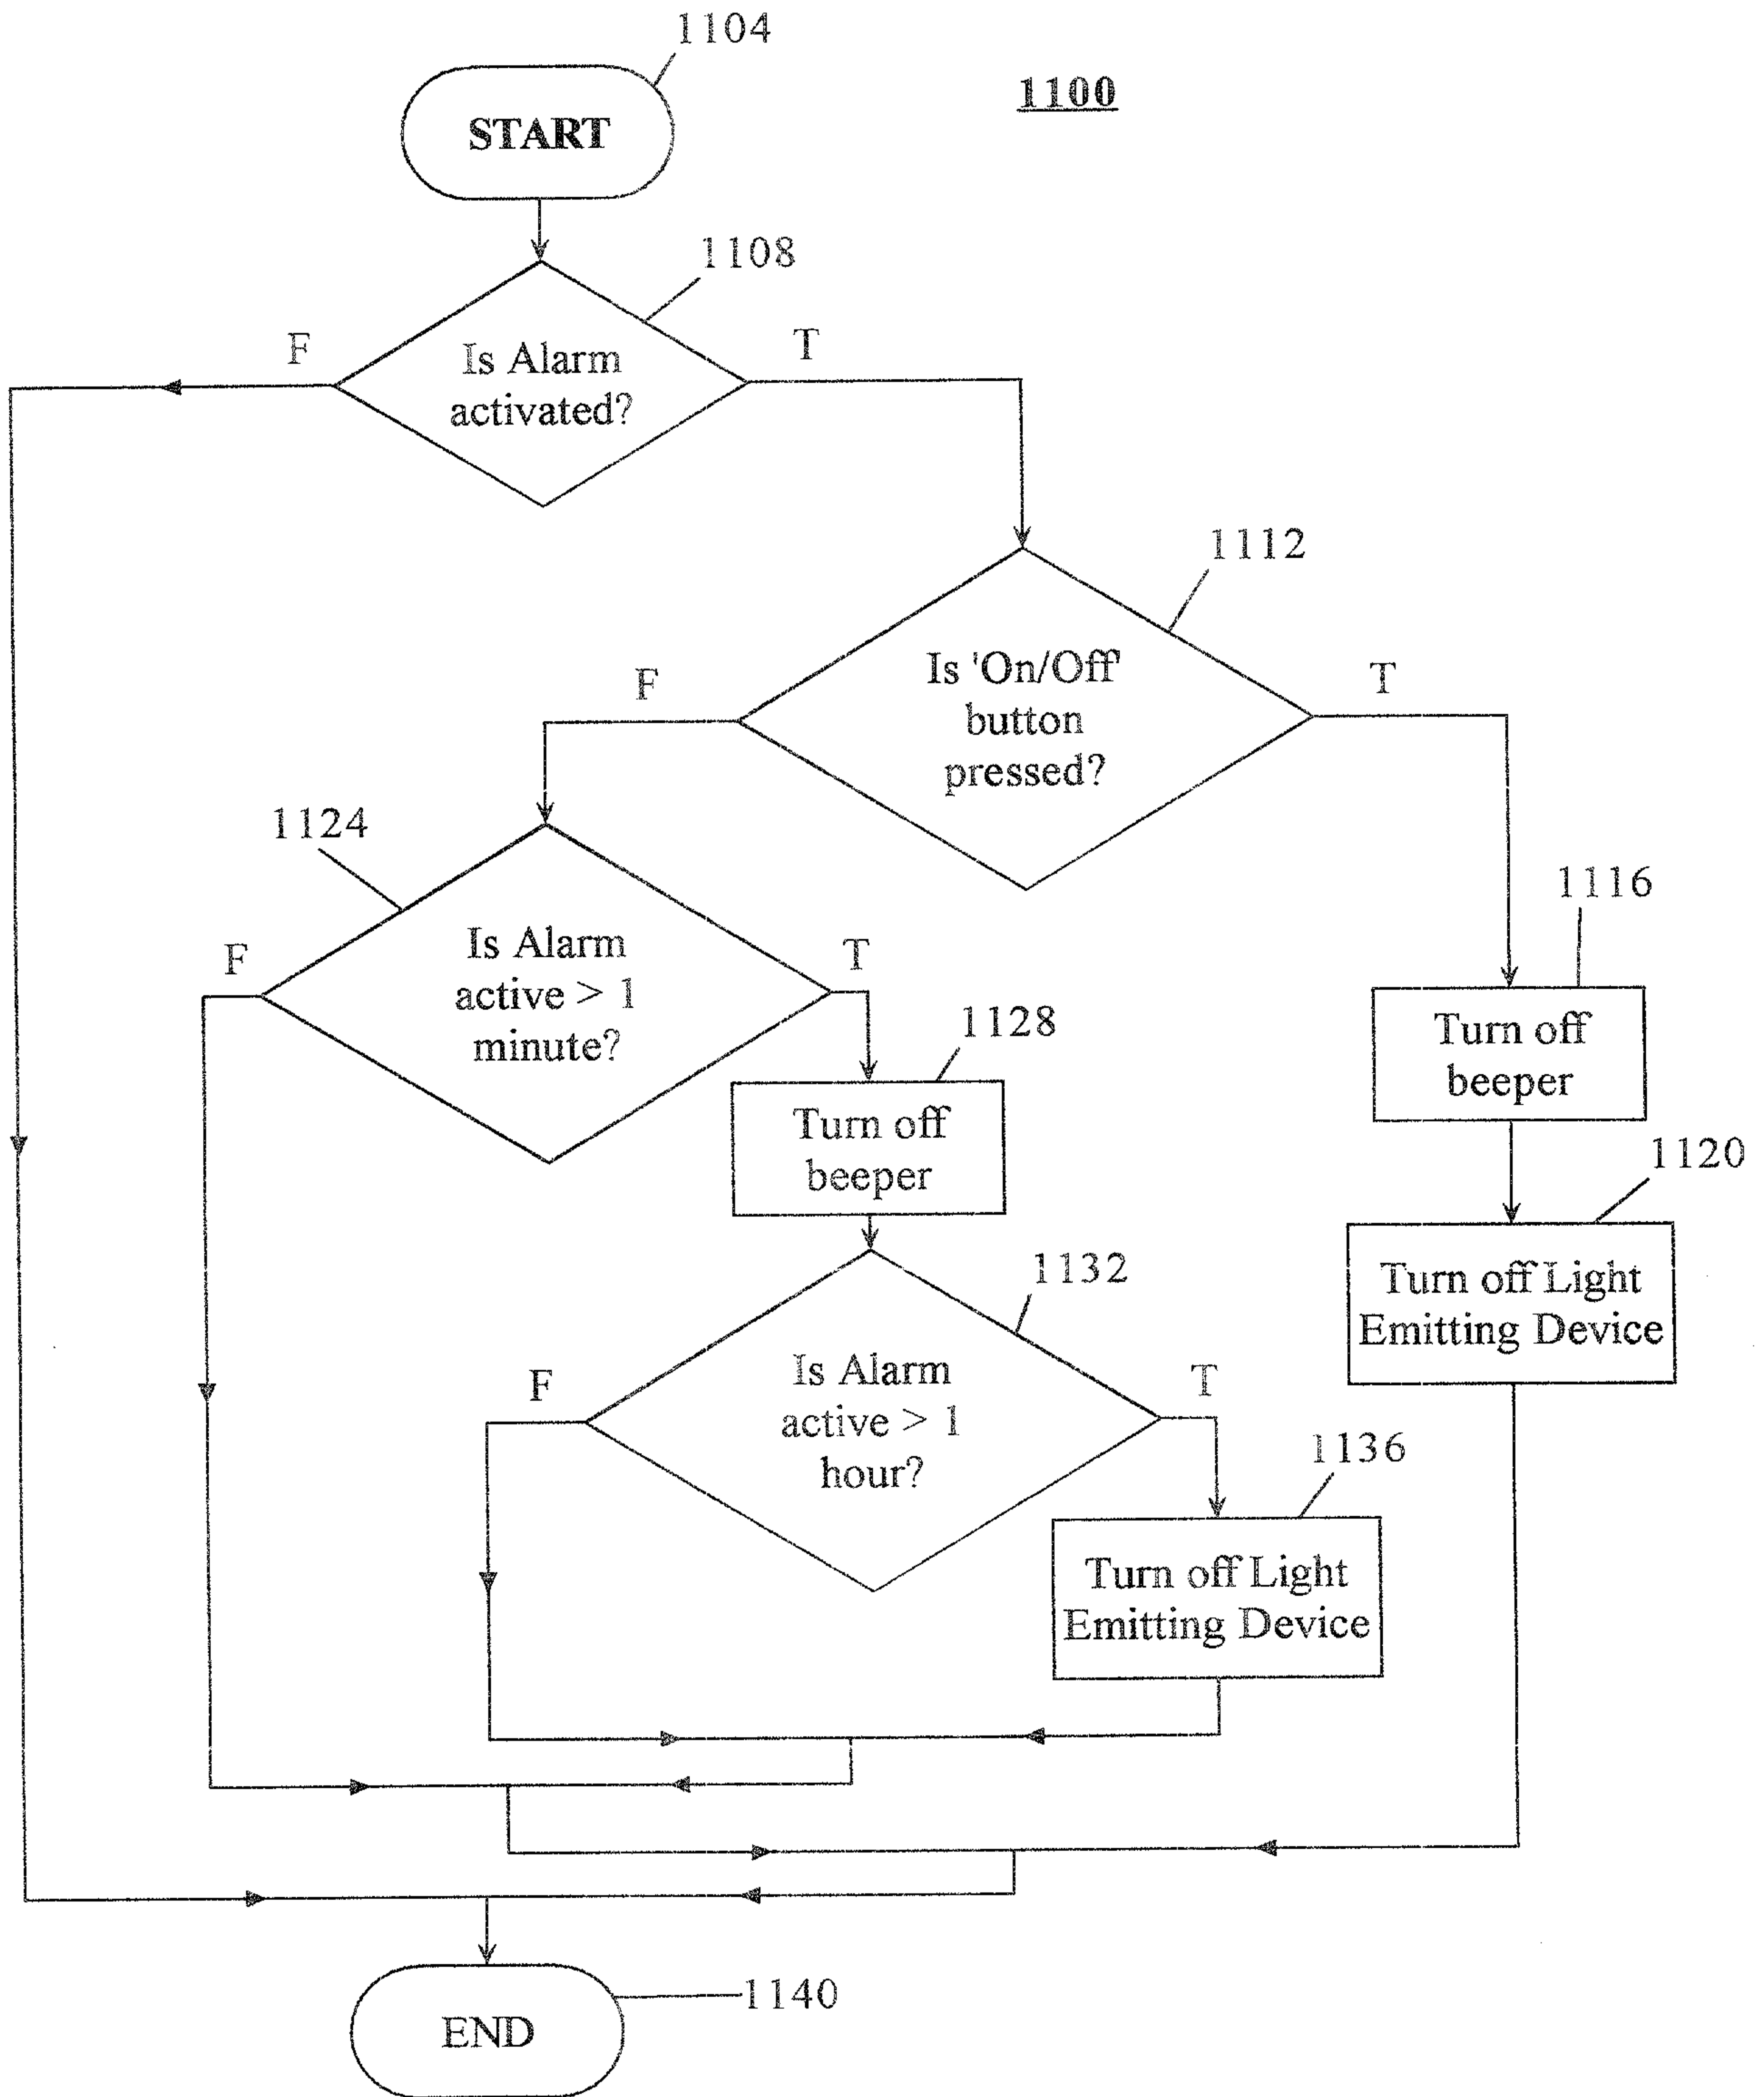 1104
1100
START
1108
F
T
Is Alarm
activated?
1112
F
T
Is 'On/Off'
button
pressed?
1124
1116
F
T
Is Alarm
active > 1
minute?
1128
Turn off
beeper
Turn off
beeper
1120
1132
Turn off Light
Emitting Device
F
T
Is Alarm
active > 1
hour?
1136
Turn off Light
Emitting Device
1140
END